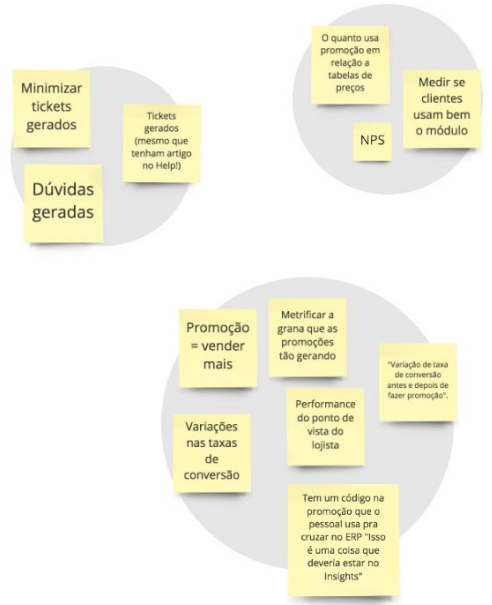 Minimizar
tickets
gerados
Tickets
gerados
(mesmo que
tenham artigo
no Help!)
Dúvidas
geradas
O quanto usa
promoção em
relação a
tabelas de
preços
Medir se
clientes
usam bem
o módulo
NPS
Promoção
= vender
mais
Metrificar a
grana que as
promoções
tão gerando
"Variação de taxa
de conversão
antes e depois de
fazer promoção".
Variações
nas taxas
de
conversão
Performance
do ponto de
vista do
lojista
Tem um código na
promoção que o
pessoal usa pra
cruzar no ERP "Isso
é uma coisa que
deveria estar no
Insights"